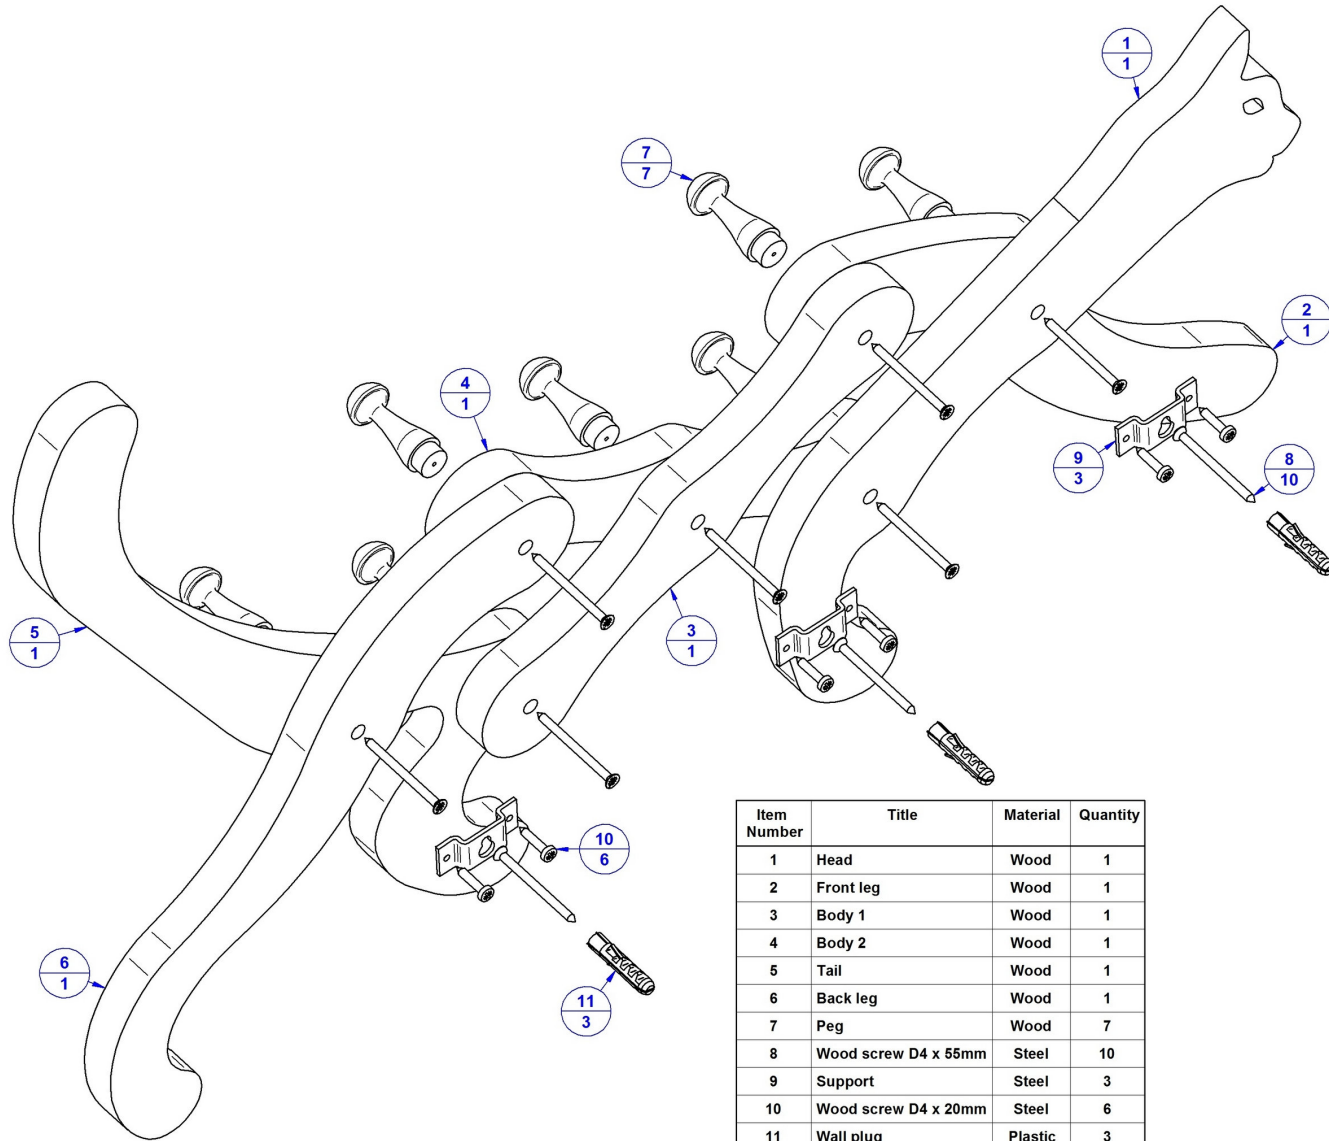 1
1
7
7
2
1
4
1
9
3
8
10
5
1
3
1
10
6
6
1
11
3
Item Number Title Material Quantity
1 Head Wood 1
2 Front leg Wood 1
3 Body 1 Wood 1
4 Body 2 Wood 1
5 Tail Wood 1
6 Back leg Wood 1
7 Peg Wood 7
8 Wood screw D4 x 55mm Steel 10
9 Support Steel 3
10 Wood screw D4 x 20mm Steel 6
11 Wall plug Plastic 3